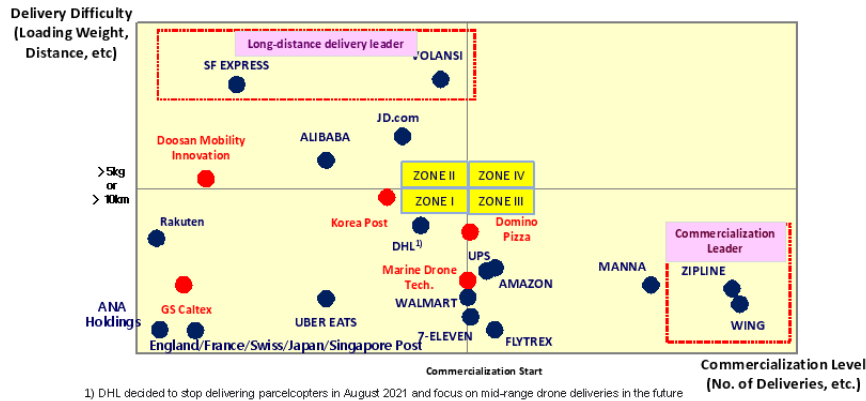 Delivery Difficulty
(Loading Weight,
Distance, etc)
Long-distance delivery leader
SF EXPRESS
VOLANSI
JD.com
ALIBABA
Doosan Mobility
Innovation
>5kg
or
> 10km
ZONE II
ZONE IV
ZONE I
ZONE III
Korea Post
Rakuten
DHL1)
Domino
Pizza
Commercialization
Leader
UPS
Marine Drone
Tech.
AMAZON
MANNA
ZIPLINE
WALMART
WING
GS Caltex
ANA
Holdings
UBER EATS
7-ELEVEN
FLYTREX
England/France/Swiss/Japan/Singapore Post
Commercialization Start
Commercialization Level
(No. of Deliveries, etc.)
1) DHL decided to stop delivering parcelcopters in August 2021 and focus on mid-range drone deliveries in the future